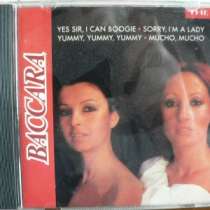 YES SIR, I CAN BOOGIE - SORRY, I'M A LADY
YUMMY, YUMMY, YUMMY - MUCHO, MUCHO
BACCARA